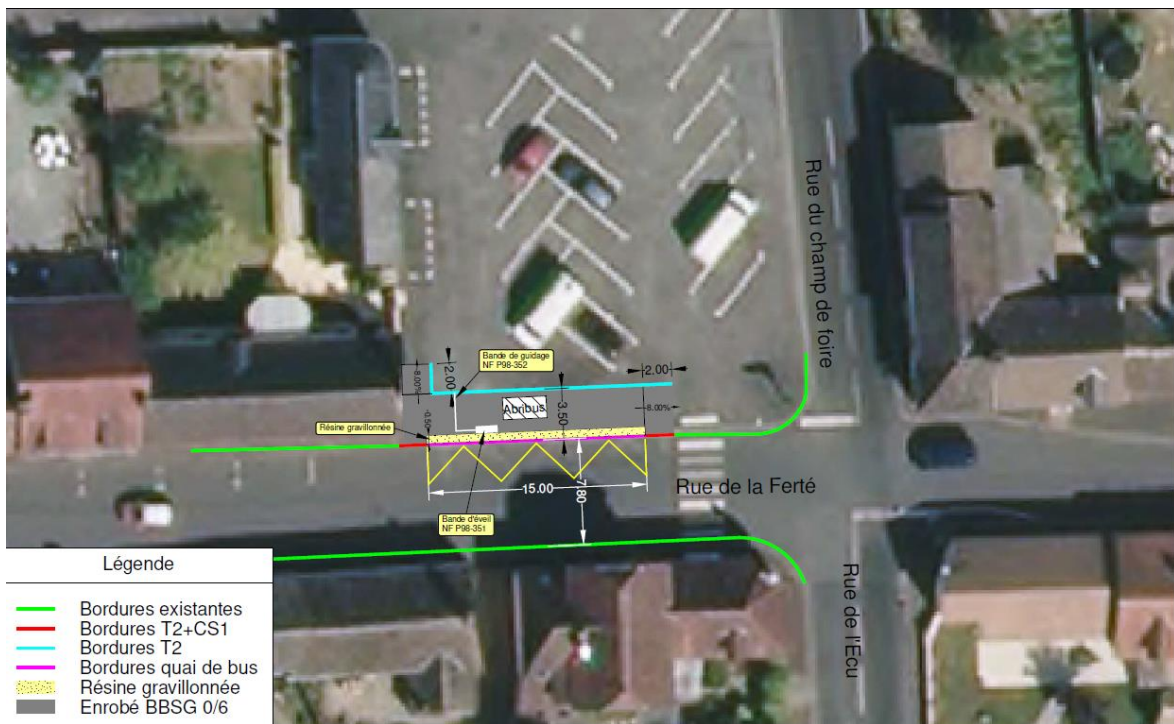 Rue du champ de foire
Bande de guidage
NF P98-352
2.00
8.00%
2.00
Abribus
3.50
8.00%
-0.50
Résine gravillonnée
7.80
15.00
Rue de la Ferté
Bande d'éveil
NF P98-351
Rue de l'Ecu
Légende
Bordures existantes
Bordures T2+CS1
Bordures T2
Bordures quai de bus
Résine gravillonnée
Enrobé BBSG 0/6